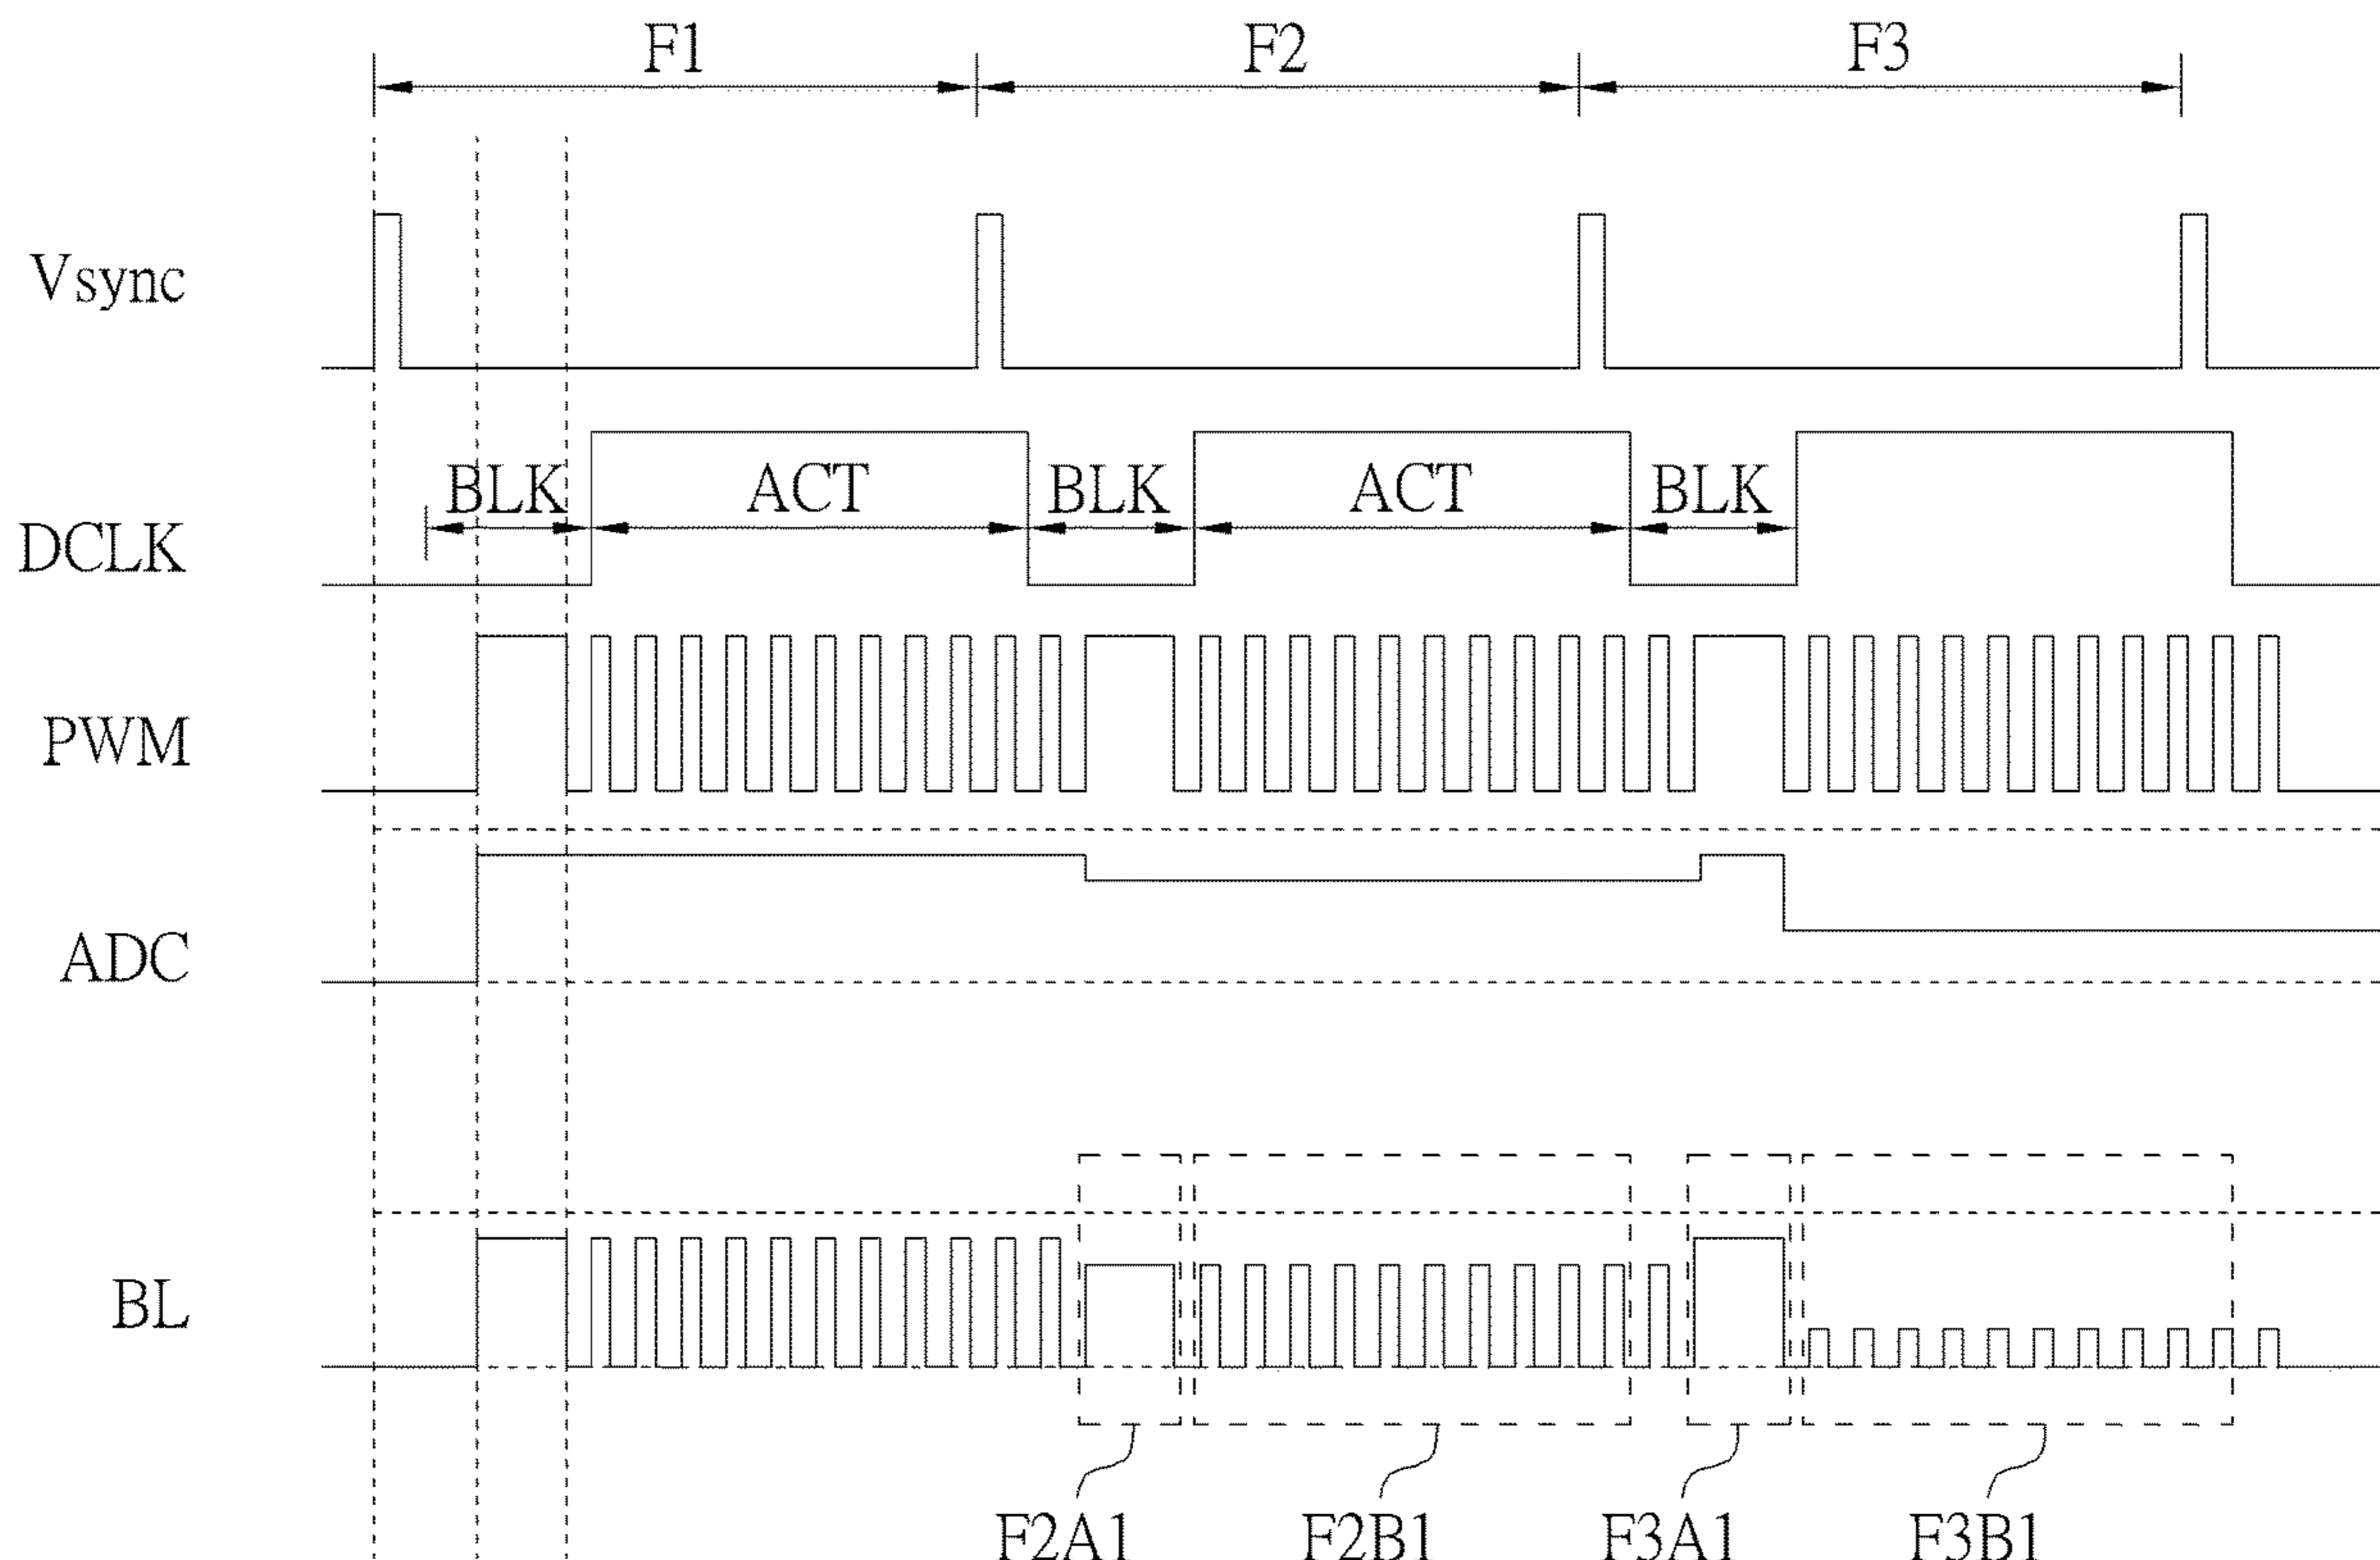 F1 F2 F3
Vsync
BLK ACT BLK ACT BLK
DCLK
PWM
ADC
BL
F2A1 F2B1 F3A1 F3B1